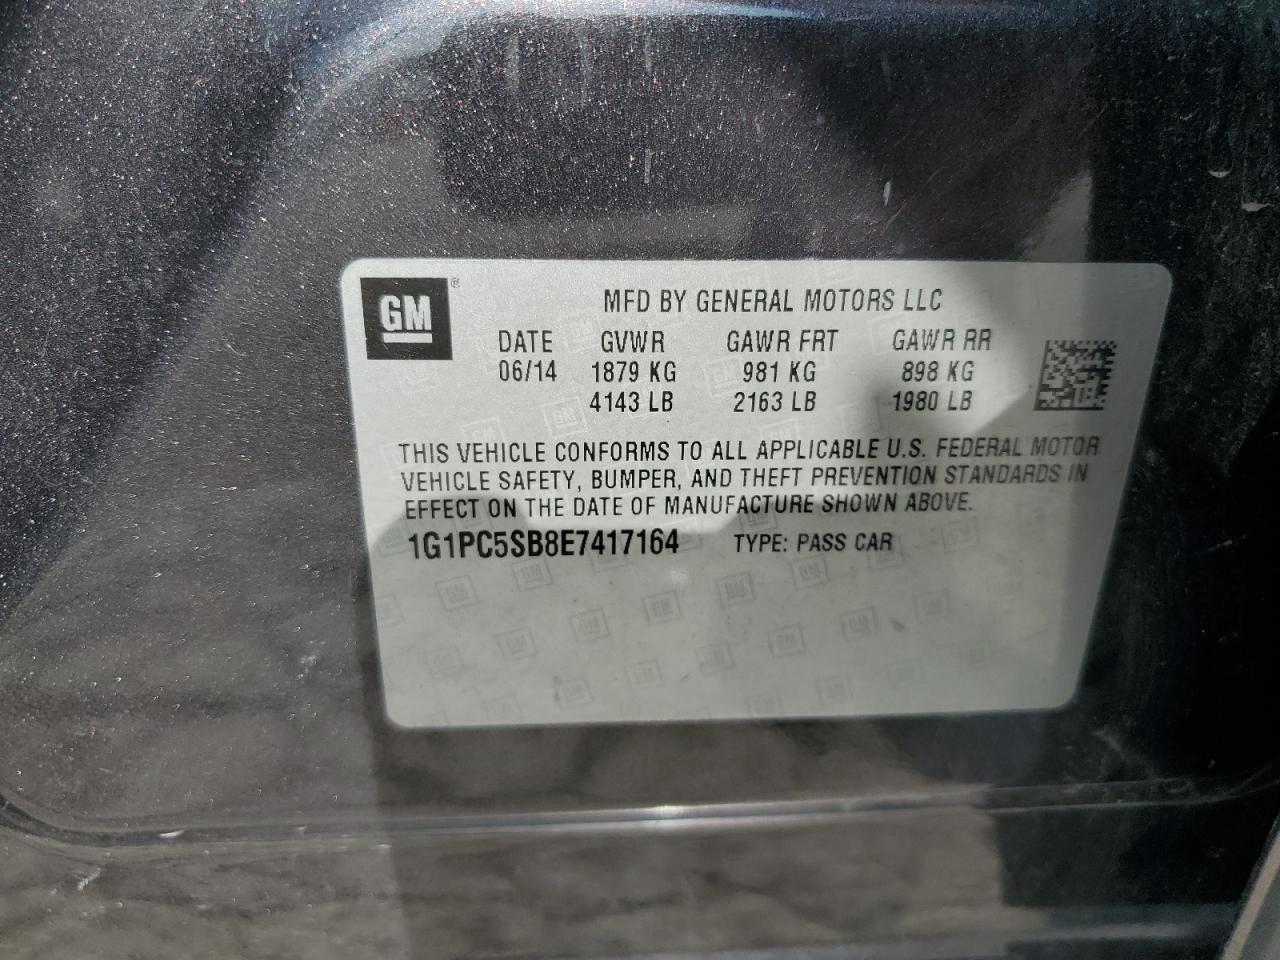 GM ®
MFD BY GENERAL MOTORS LLC
DATE GVWR GAWR FRT GAWR RR
06/14 1879 KG 981 KG 898 KG
4143 LB 2163 LB 1980 LB
THIS VEHICLE CONFORMS TO ALL APPLICABLE U.S. FEDERAL MOTOR
VEHICLE SAFETY, BUMPER, AND THEFT PREVENTION STANDARDS IN
EFFECT ON THE DATE OF MANUFACTURE SHOWN ABOVE.
1G1PC5SB8E7417164 TYPE: PASS CAR